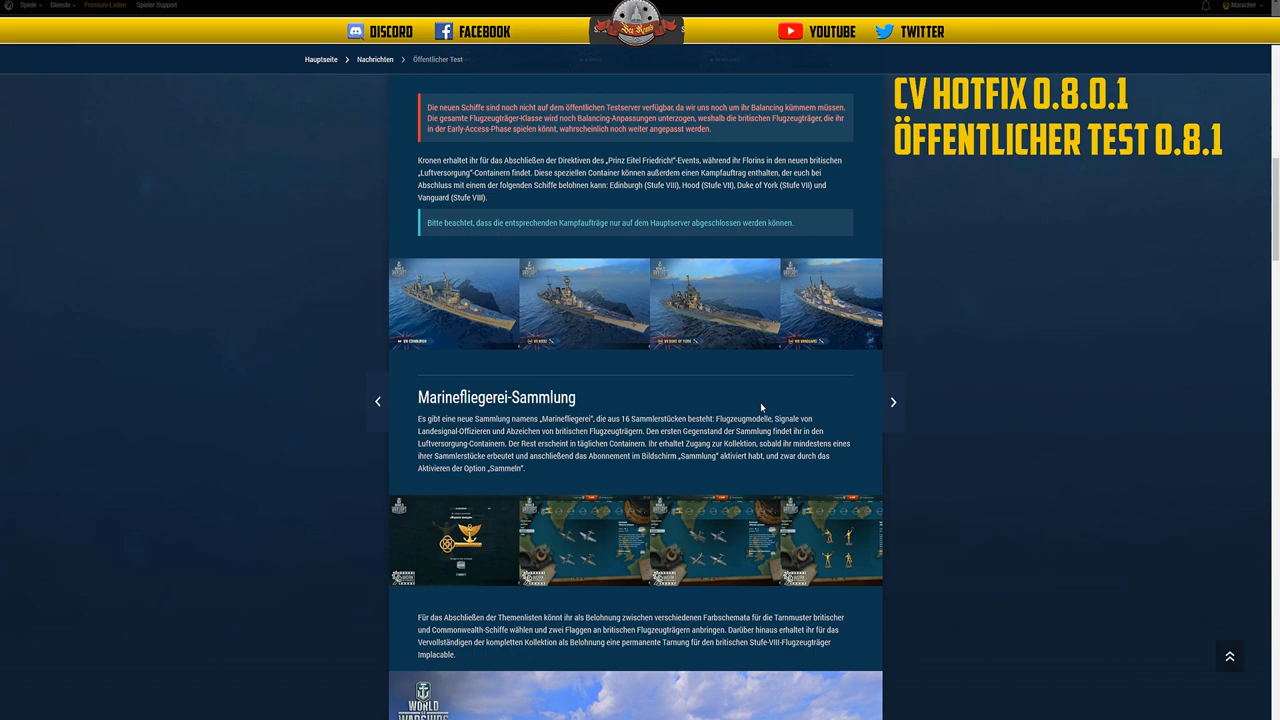 Spiele
Dienste
Premium-Laden
Spieler Support
Maracher
DISCORD
FACEBOOK
YOUTUBE
TWITTER
Hauptseite
Nachrichten
Öffentlicher Test
CV HOTFIX 0.8.0.1
ÖFFENTLICHER TEST 0.8.1
Die neuen Schiffe sind noch nicht auf dem öffentlichen Testserver verfügbar, da wir uns noch um ihr Balancing kümmern müssen.
Die gesamte Flugzeugträger-Klasse wird noch Balancing-Anpassungen unterzogen, weshalb die britischen Flugzeugträger, die ihr
in der Early-Access-Phase spielen könnt, wahrscheinlich noch weiter angepasst werden.
Kronen erhaltet ihr für das Abschließen der Direktiven des „Prinz Eitel Friedrich!“-Events, während ihr Florins in den neuen britischen
„Luftversorgung“-Containern findet. Diese speziellen Container können außerdem einen Kampfauftrag enthalten, der euch bei
Abschluss mit einem der folgenden Schiffe belohnen kann: Edinburgh (Stufe VIII), Hood (Stufe VII), Duke of York (Stufe VII) und
Vanguard (Stufe VIII).
Bitte beachtet, dass die entsprechenden Kampfaufträge nur auf dem Hauptserver abgeschlossen werden können.
Marinefliegerei-Sammlung
Es gibt eine neue Sammlung namens „Marinefliegerei“, die aus 16 Sammlerstücken besteht: Flugzeugmodelle, Signale von
Landesignal-Offizieren und Abzeichen von britischen Flugzeugträgern. Den ersten Gegenstand der Sammlung findet ihr in den
Luftversorgung-Containern. Der Rest erscheint in täglichen Containern. Ihr erhaltet Zugang zur Kollektion, sobald ihr mindestens eines
ihrer Sammlerstücke erbeutet und anschließend das Abonnement im Bildschirm „Sammlung“ aktiviert habt, und zwar durch das
Aktivieren der Option „Sammeln“.
Für das Abschließen der Themenlisten könnt ihr als Belohnung zwischen verschiedenen Farbschemata für die Tarnmuster britischer
und Commonwealth-Schiffe wählen und zwei Flaggen an britischen Flugzeugträgern anbringen. Darüber hinaus erhaltet ihr für das
Vervollständigen der kompletten Kollektion als Belohnung eine permanente Tarnung für den britischen Stufe-VIII-Flugzeugträger
Implacable.
WORLD